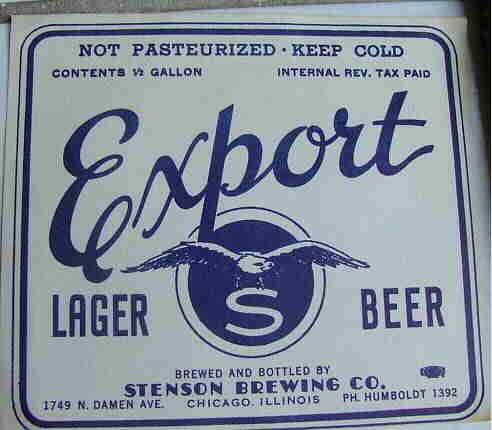 NOT PASTEURIZED · KEEP COLD
CONTENTS ½ GALLON INTERNAL REV. TAX PAID
Export
LAGER S BEER
BREWED AND BOTTLED BY
STENSON BREWING CO.
1749 N. DAMEN AVE. CHICAGO, ILLINOIS PH. HUMBOLDT 1392